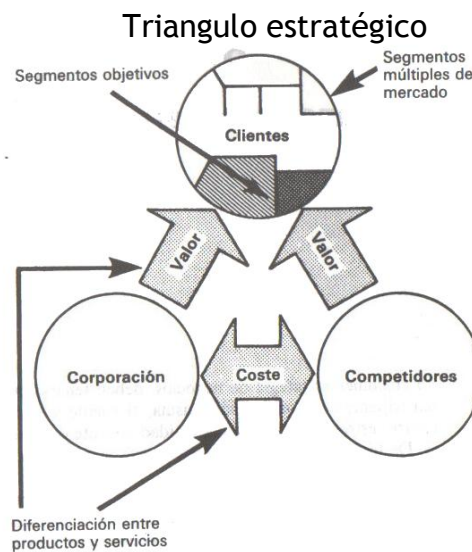 Triangulo estratégico
Segmentos objetivos
Segmentos
múltiples de
mercado
Clientes
Valor
Valor
Corporación
Coste
Competidores
Diferenciación entre
productos y servicios